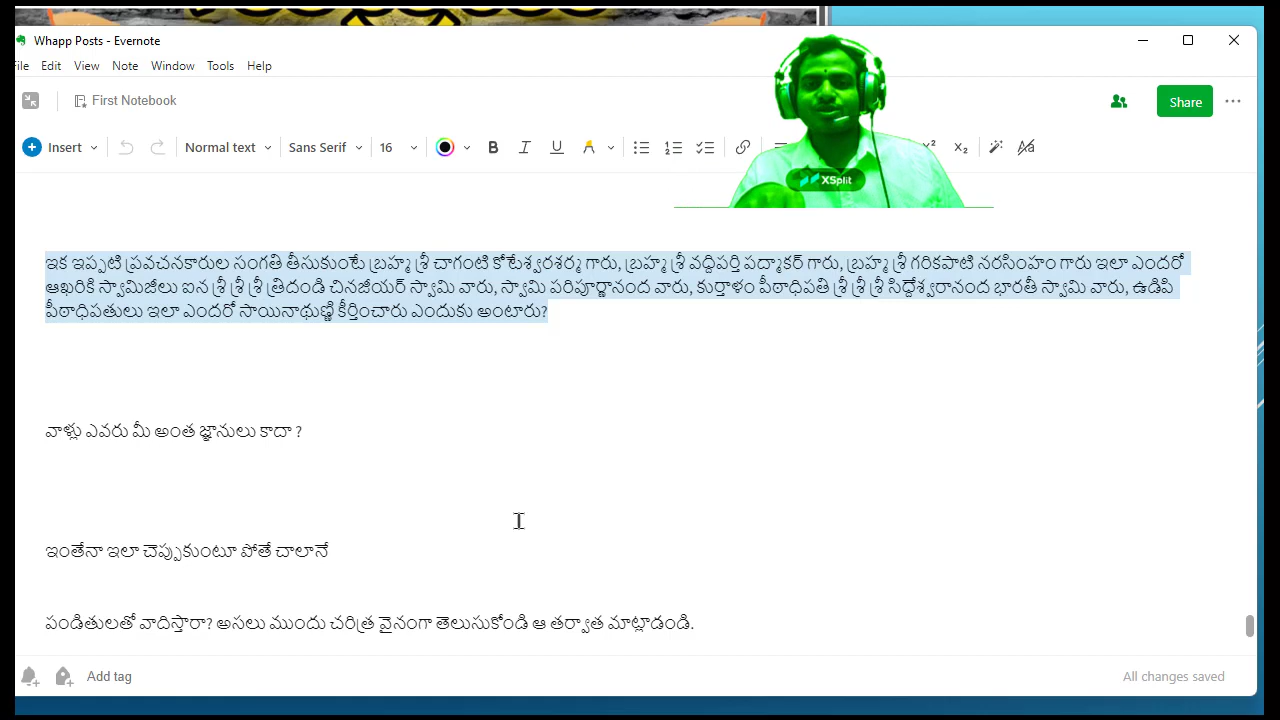 Whapp Posts - Evernote
File Edit View Note Window Tools Help
First Notebook
Share
Insert Normal text Sans Serif 16
XSplit
ఇక ఇప్పటి ప్రవచనకారుల సంగతి తీసుకుంటే బ్రహ్మ శ్రీ చాగంటి కోటేశ్వరశర్మ గారు, బ్రహ్మ శ్రీ వద్దిపర్తి పద్మాకర్ గారు, బ్రహ్మ శ్రీ గరికపాటి నరసింహం గారు ఇలా ఎందరో
ఆఖరికి స్వామిజీలు ఐన శ్రీ శ్రీ శ్రీ త్రిదండి చినజీయర్ స్వామి వారు, స్వామి పరిపూర్ణానంద వారు, కుర్తాళం పీఠాధిపతి శ్రీ శ్రీ శ్రీ సిద్దేశ్వరానంద భారతీ స్వామి వారు, ఉడిపి
పీఠాధిపతులు ఇలా ఎందరో సాయినాథుణ్ణి కీర్తించారు ఎందుకు అంటారు?
వాళ్లు ఎవరు మీ అంత జ్ఞానులు కాదా ?
ఇంతేనా ఇలా చెప్పుకుంటూ పోతే చాలానే
పండితులతో వాదిస్తారా? అసలు ముందు చరిత్ర వైనంగా తెలుసుకోండి ఆ తర్వాత మాట్లాడండి.
Add tag
All changes saved